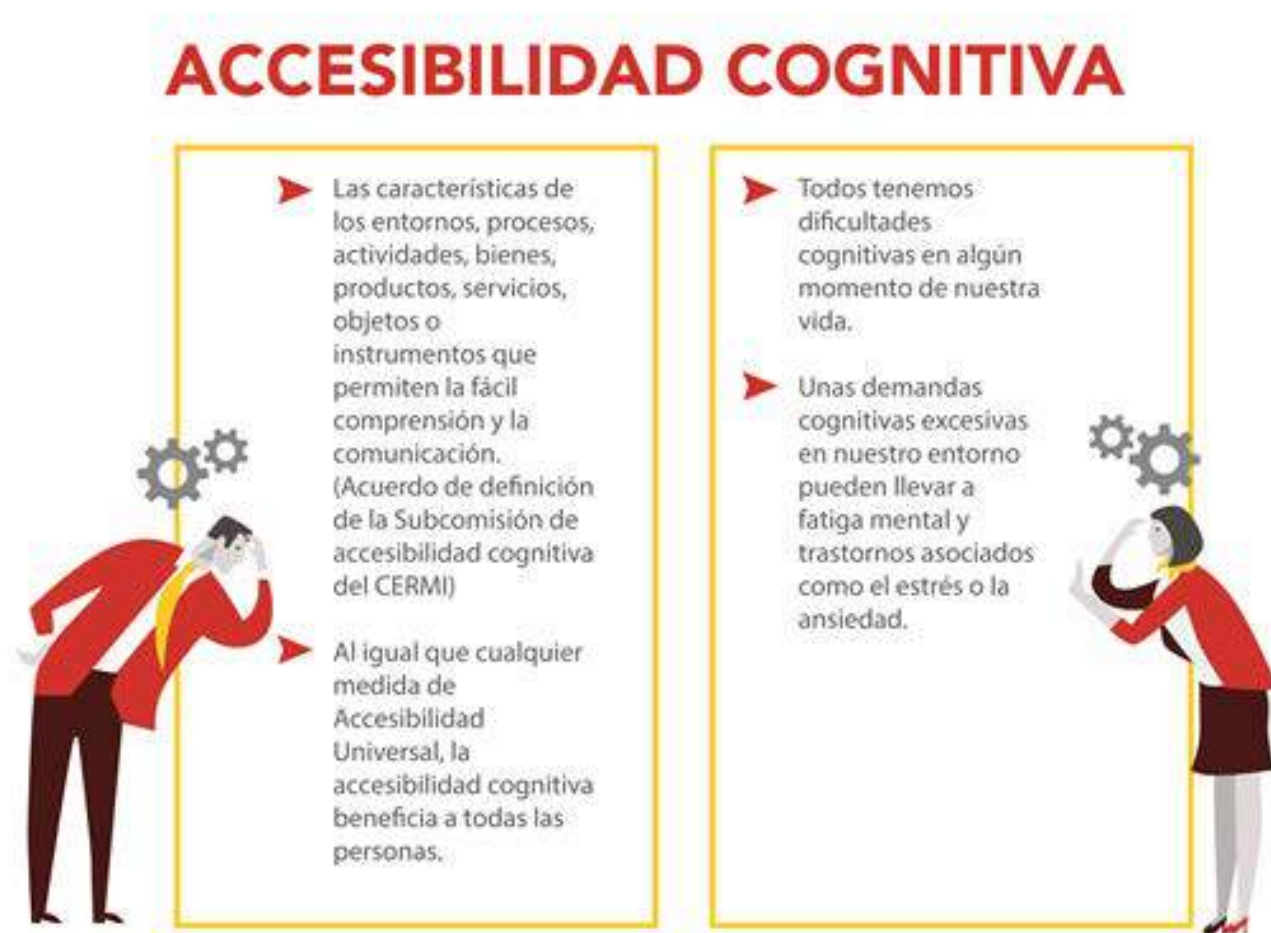 ACCESIBILIDAD COGNITIVA
Las características de
los entornos, procesos,
actividades, bienes,
productos, servicios,
objetos o
instrumentos que
permiten la fácil
comprensión y la
comunicación.
(Acuerdo de definición
de la Subcomisión de
accesibilidad cognitiva
del CERMI)
Al igual que cualquier
medida de
Accesibilidad
Universal, la
accesibilidad cognitiva
beneficia a todas las
personas.
Todos tenemos
dificultades
cognitivas en algún
momento de nuestra
vida.
Unas demandas
cognitivas excesivas
en nuestro entorno
pueden llevar a
fatiga mental y
trastornos asociados
como el estrés o la
ansiedad.